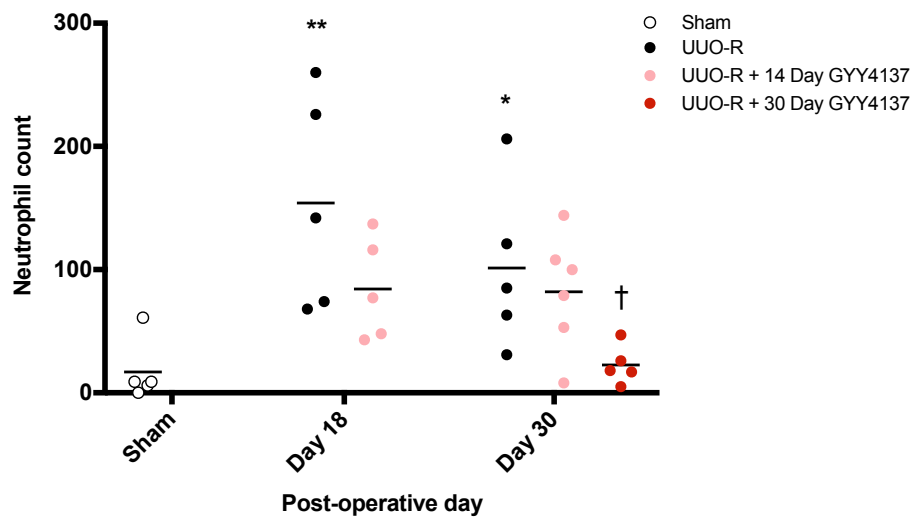 300
200
100
0
Neutrophil count
**
*
†
Sham
Day 18
Day 30
Post-operative day
Sham
UUO-R
UUO-R + 14 Day GYY4137
UUO-R + 30 Day GYY4137